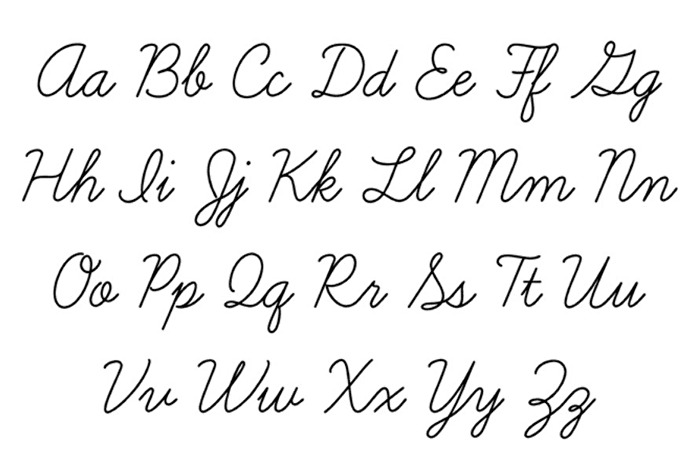 Aa Bb Cc Dd Ee Ff Gg
Hh Ii Jj Kk Ll Mm Nn
Oo Pp Qq Rr Ss Tt Uu
Vv Ww Xx Yy Zz